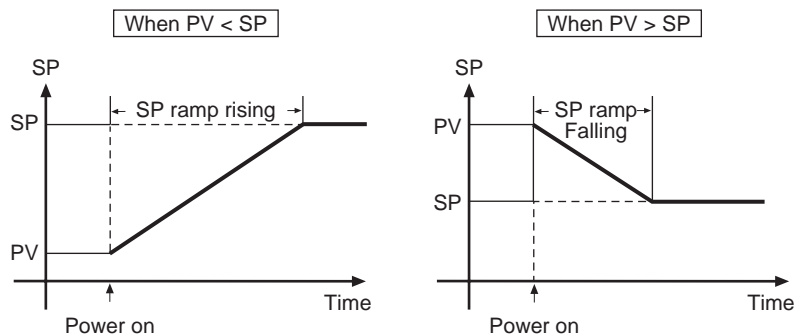 When PV < SP
SP
SP ramp rising
SP
PV
Time
Power on
When PV > SP
SP
SP ramp
Falling
PV
SP
Time
Power on